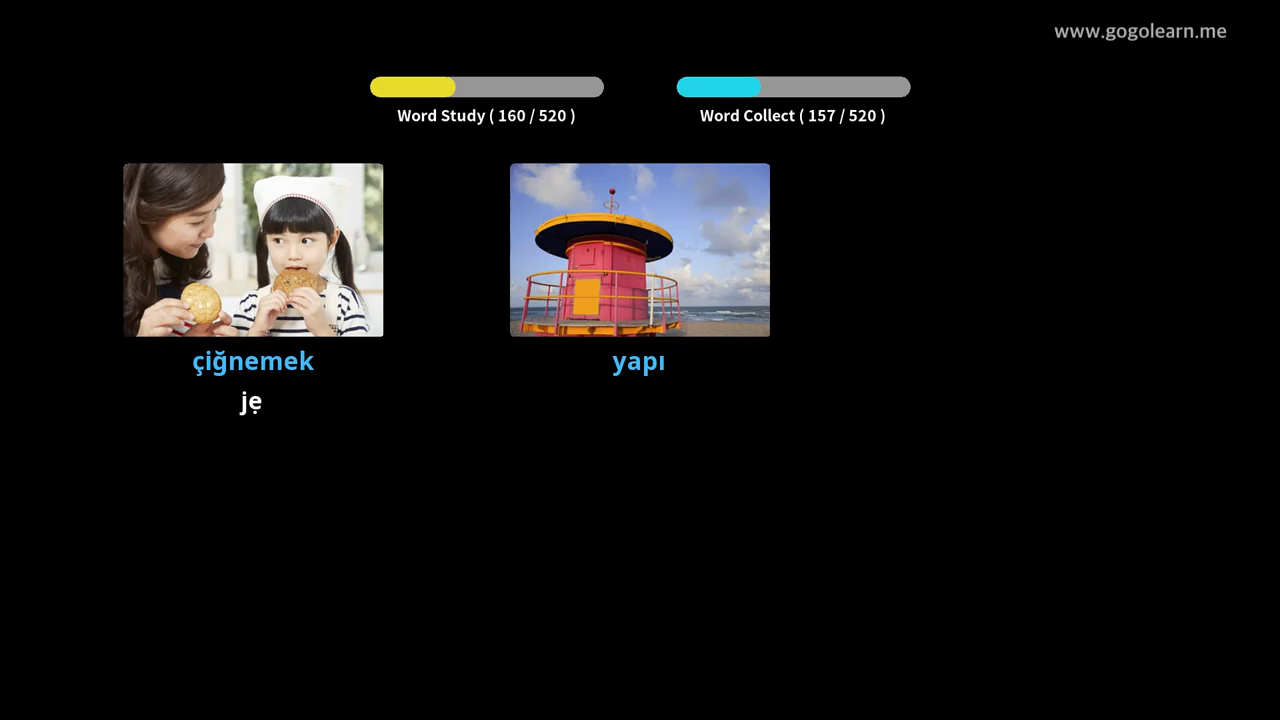 www.gogolearn.me
Word Study ( 160 / 520 )
Word Collect ( 157 / 520 )
çiğnemek
jẹ
yapı